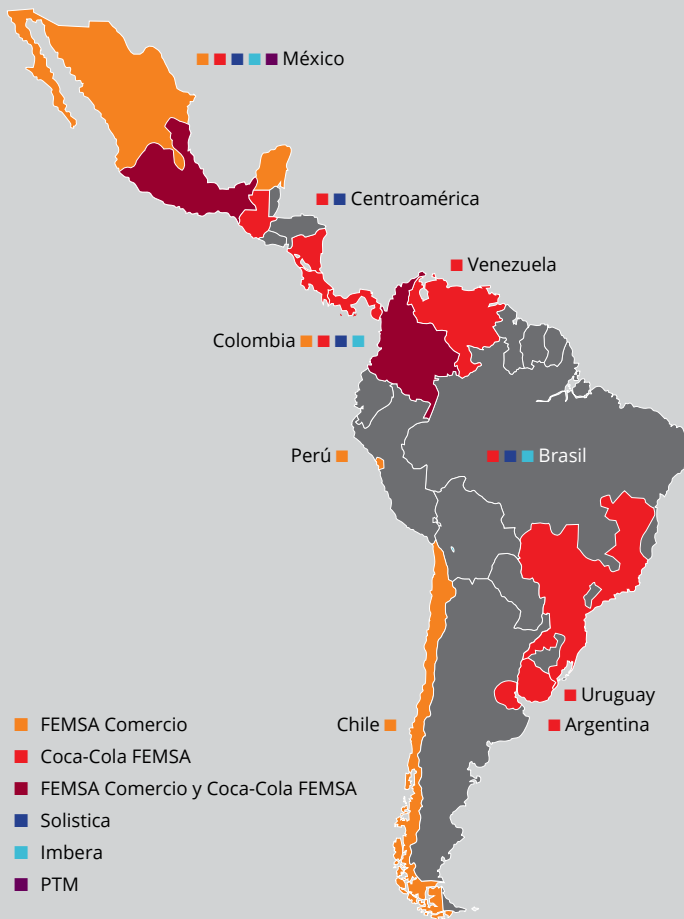 México
Centroamérica
Venezuela
Colombia
Perú
Brasil
Uruguay
Chile
Argentina
FEMSA Comercio
Coca-Cola FEMSA
FEMSA Comercio y Coca-Cola FEMSA
Solistica
Imbera
PTM